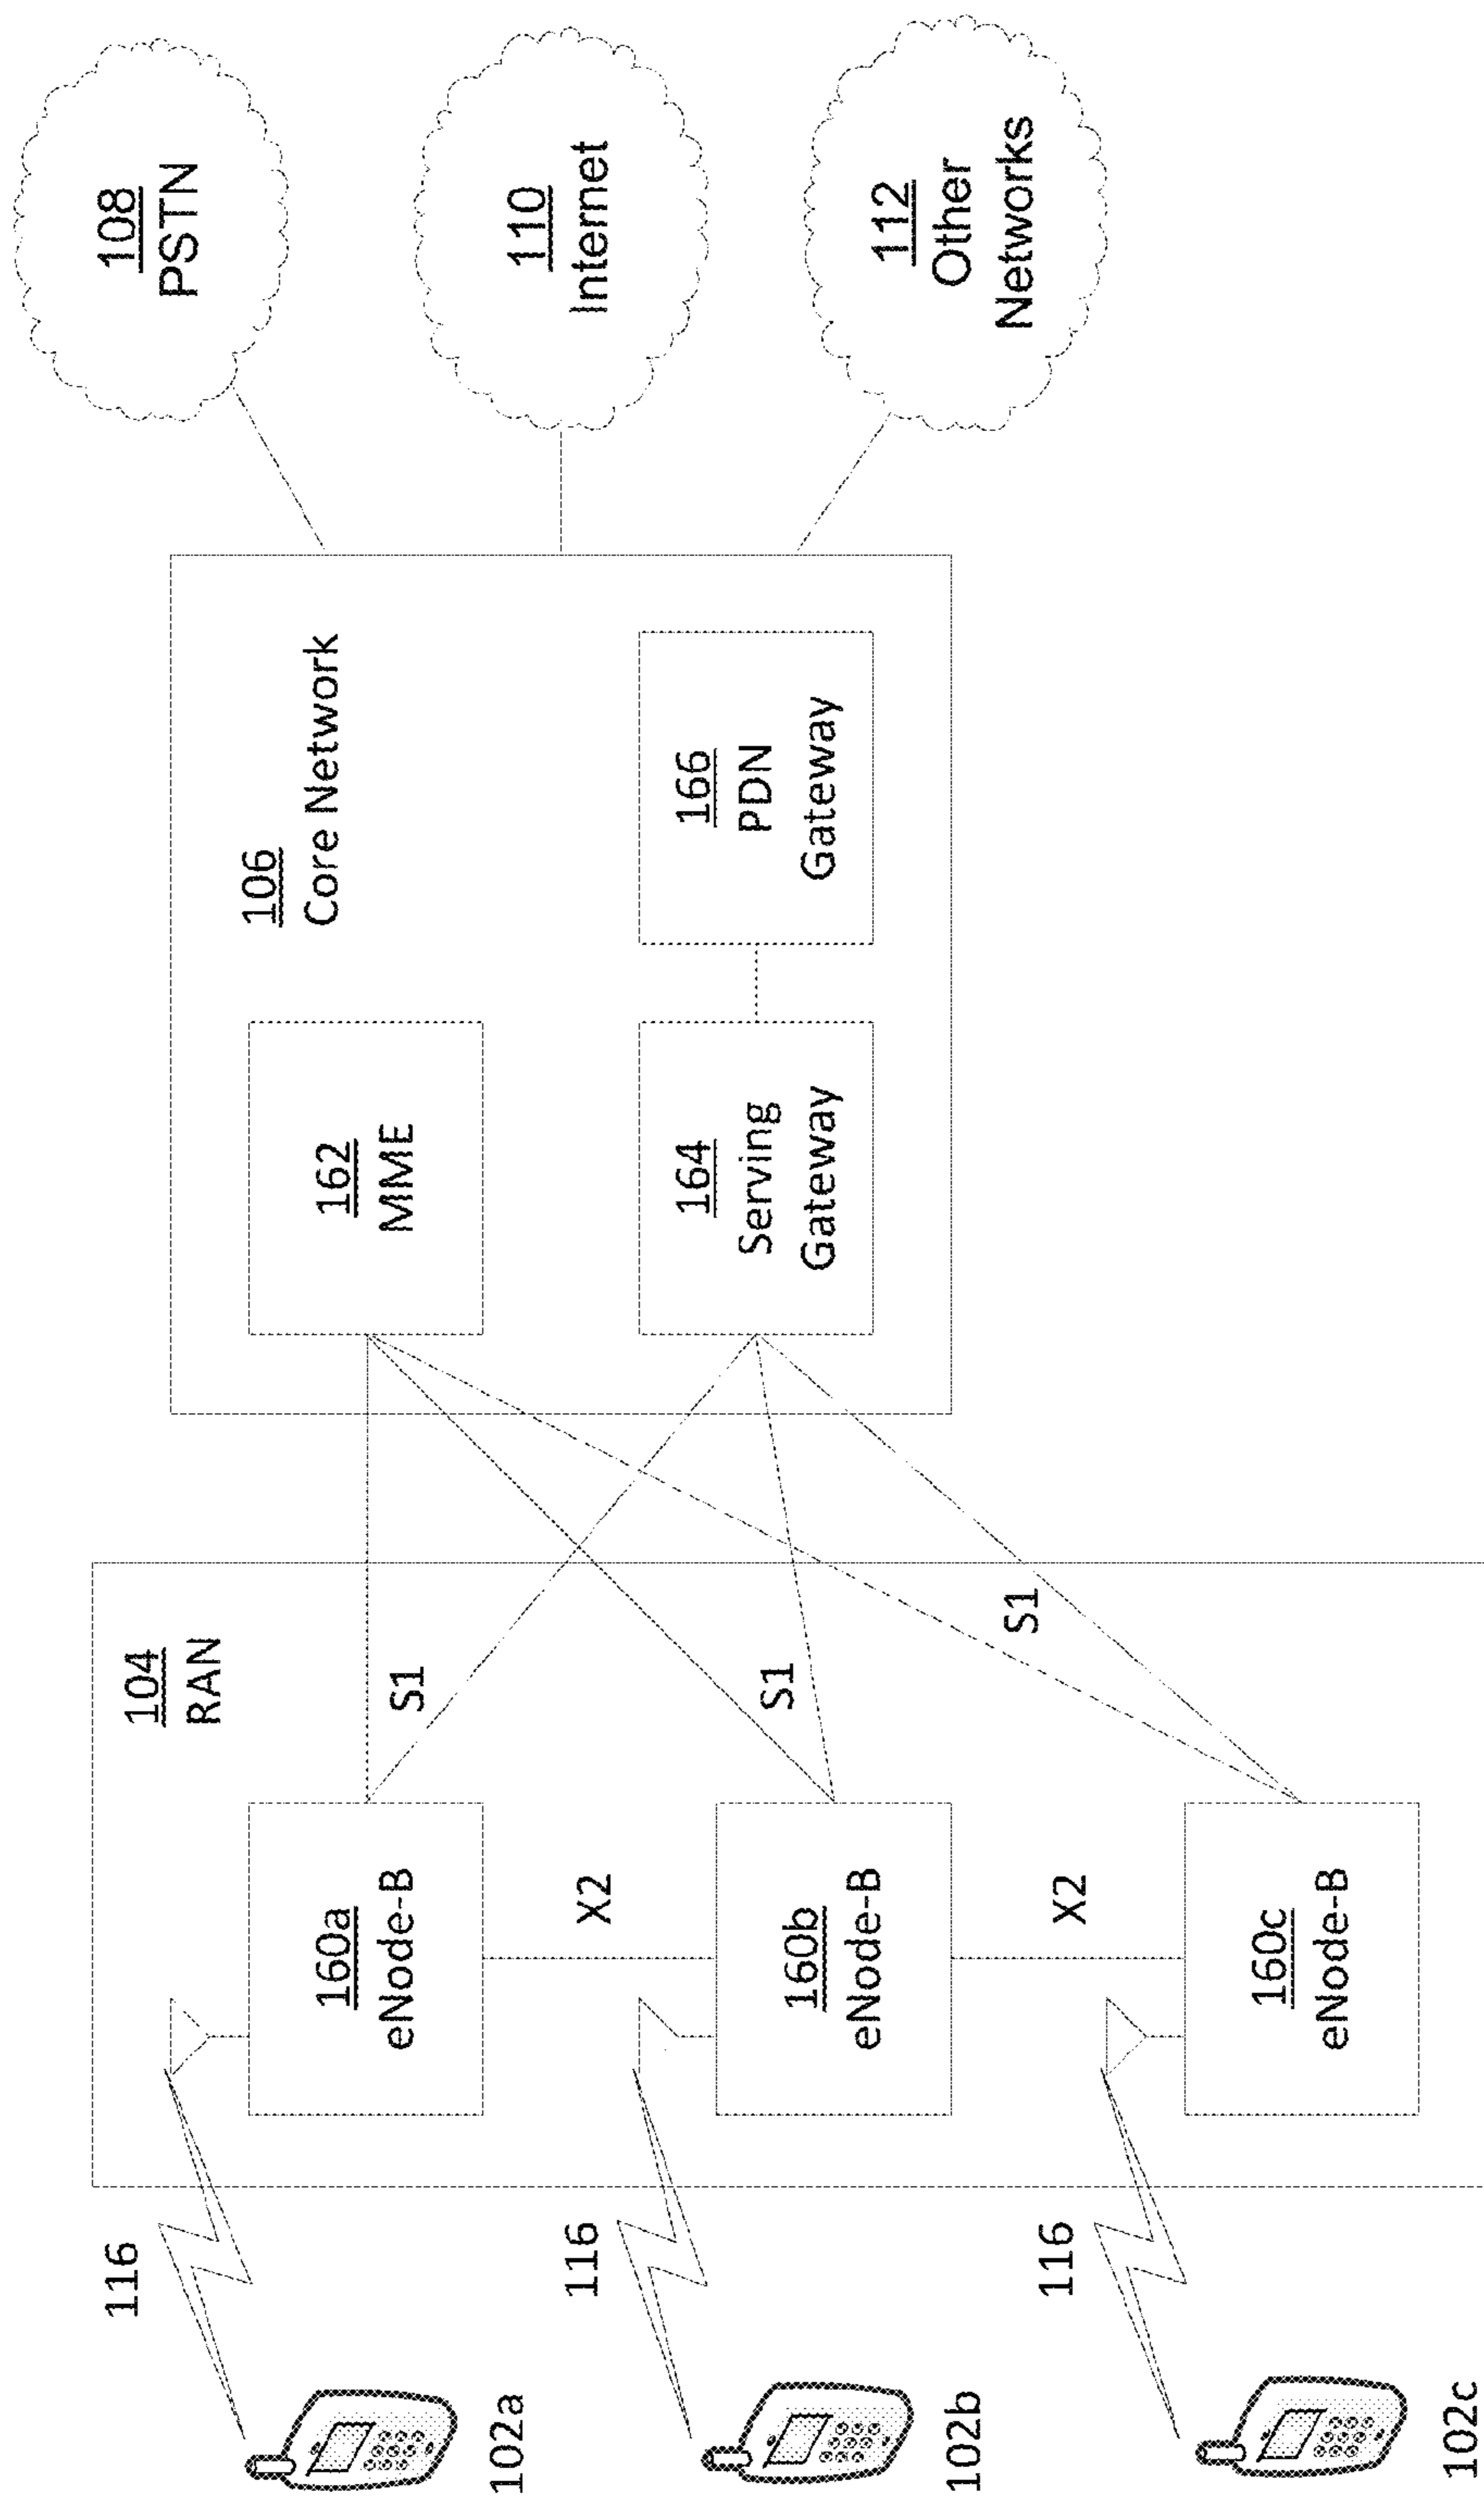 116
102a
116
102b
116
102c
104
RAN
160a
eNode-B
S1
X2
160b
eNode-B
S1
X2
160c
eNode-B
S1
106
Core Network
162
MME
164
Serving
Gateway
166
PDN
Gateway
108
PSTN
110
Internet
112
Other
Networks